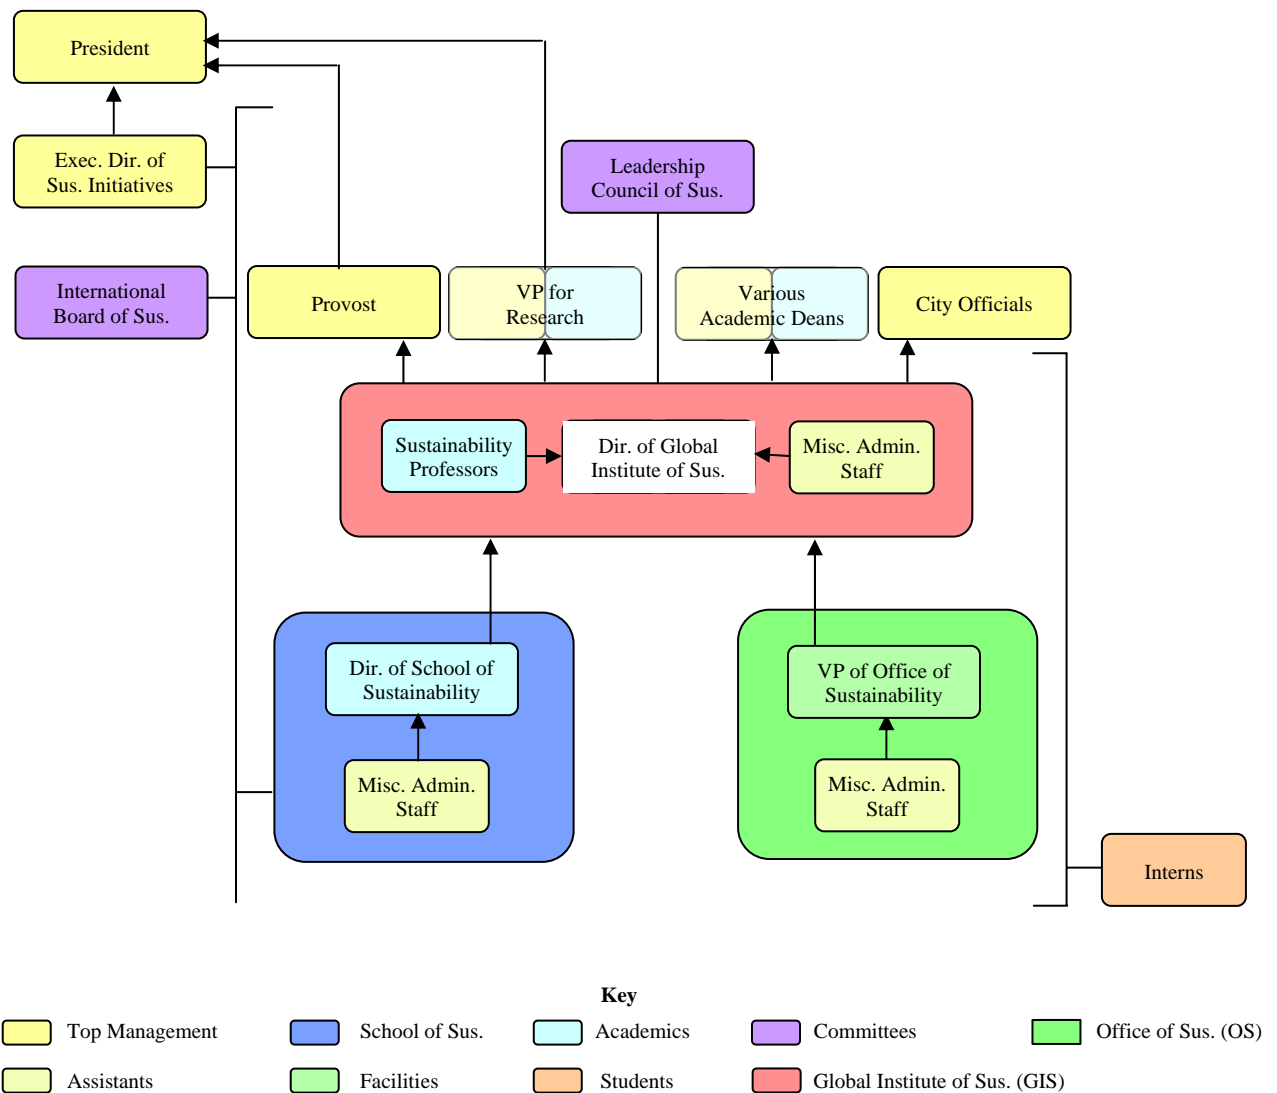 President
Exec. Dir. of
Sus. Initiatives
Leadership
Council of Sus.
International
Board of Sus.
Provost
VP for
Research
Various
Academic Deans
City Officials
Sustainability
Professors
Dir. of Global
Institute of Sus.
Misc. Admin.
Staff
Dir. of School of
Sustainability
Misc. Admin.
Staff
VP of Office of
Sustainability
Misc. Admin.
Staff
Interns
Key
Top Management
School of Sus.
Academics
Committees
Office of Sus. (OS)
Assistants
Facilities
Students
Global Institute of Sus. (GIS)